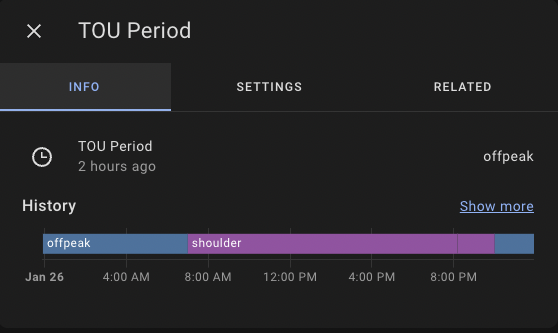 TOU Period
INFO
SETTINGS
RELATED
TOU Period
2 hours ago
offpeak
History
Show more
offpeak
shoulder
Jan 26
4:00 AM
8:00 AM
12:00 PM
4:00 PM
8:00 PM